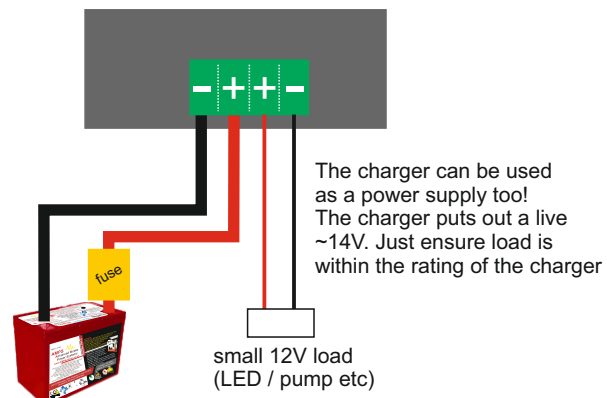 − + + −
The charger can be used
as a power supply too!
The charger puts out a live
~14V. Just ensure load is
within the rating of the charger
fuse
small 12V load
(LED / pump etc)